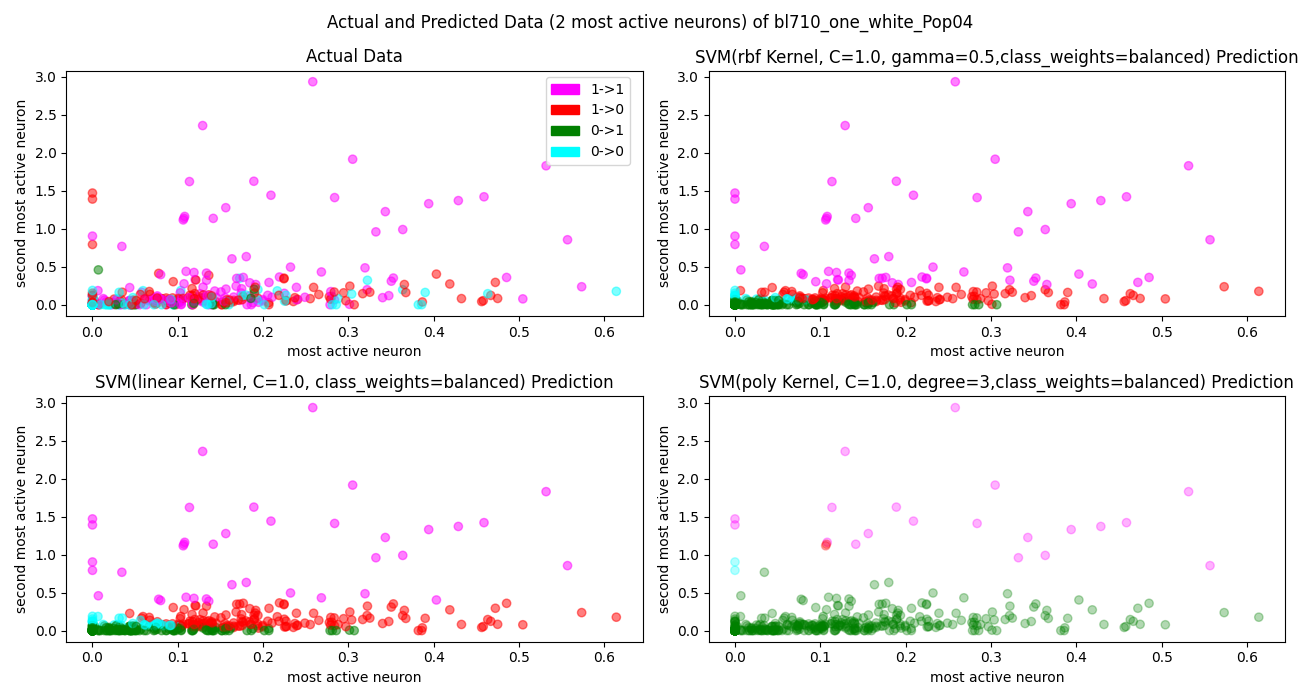 Actual and Predicted Data (2 most active neurons) of bl710_one_white_Pop04
Actual Data
3.0
2.5
2.0
1.5
1.0
0.5
0.0
second most active neuron
1->1
1->0
0->1
0->0
0.0 0.1 0.2 0.3 0.4 0.5 0.6
most active neuron
SVM(rbf Kernel, C=1.0, gamma=0.5,class_weights=balanced) Prediction
3.0
2.5
2.0
1.5
1.0
0.5
0.0
second most active neuron
0.0 0.1 0.2 0.3 0.4 0.5 0.6
most active neuron
SVM(linear Kernel, C=1.0, class_weights=balanced) Prediction
3.0
2.5
2.0
1.5
1.0
0.5
0.0
second most active neuron
0.0 0.1 0.2 0.3 0.4 0.5 0.6
most active neuron
SVM(poly Kernel, C=1.0, degree=3,class_weights=balanced) Prediction
3.0
2.5
2.0
1.5
1.0
0.5
0.0
second most active neuron
0.0 0.1 0.2 0.3 0.4 0.5 0.6
most active neuron